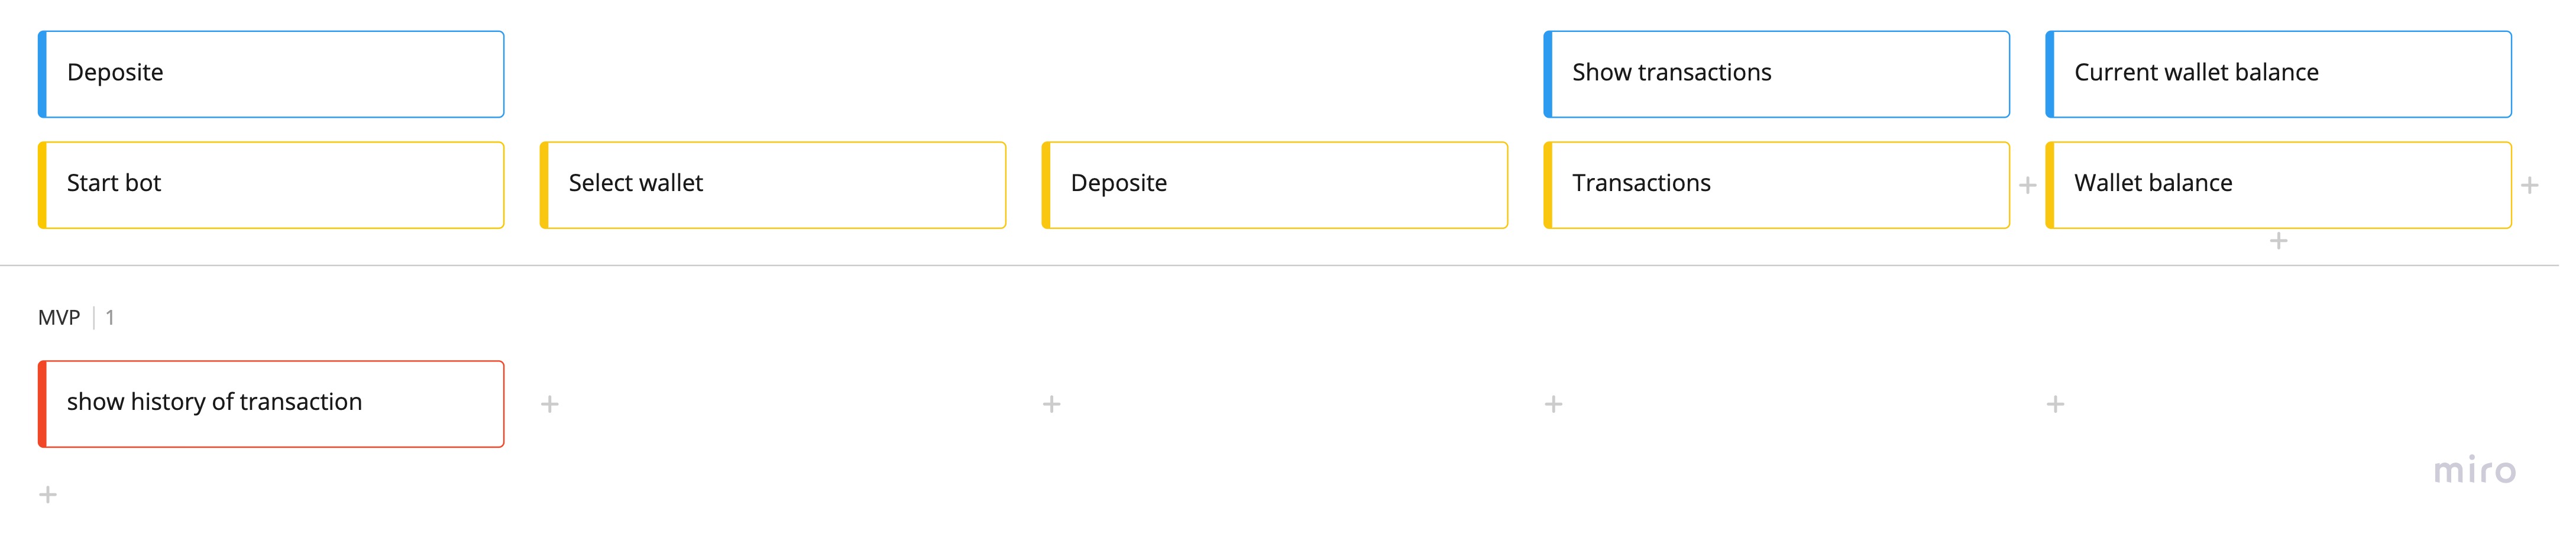 Deposite
Show transactions
Current wallet balance
Start bot
Select wallet
Deposite
Transactions
Wallet balance
MVP 1
show history of transaction
miro